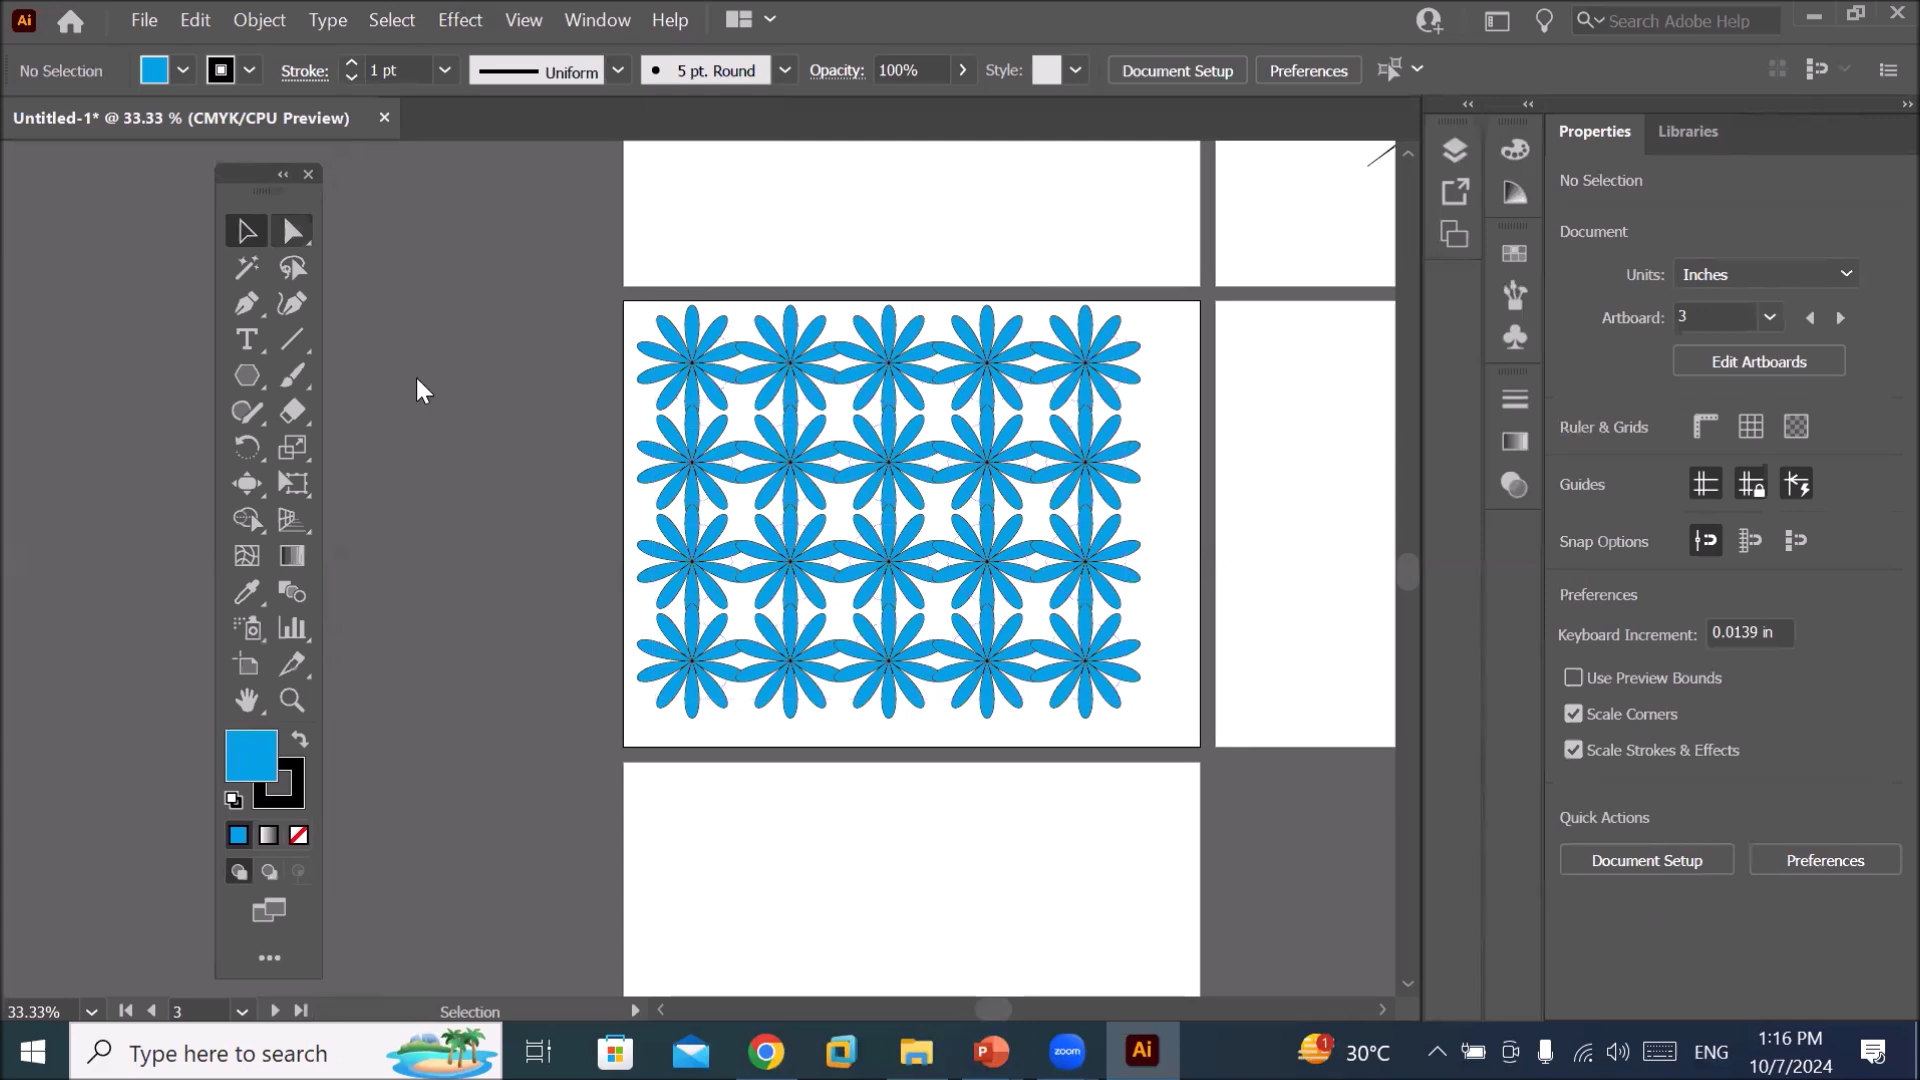 Ai File Edit Object Type Select Effect View Window Help Search Adobe Help
No Selection Stroke: 1 pt Uniform 5 pt. Round Opacity: 100% Style: Document Setup Preferences
Untitled-1* @ 33.33 % (CMYK/CPU Preview)
Properties Libraries
No Selection
Document
Units: Inches
Artboard: 3
Edit Artboards
Ruler & Grids
Guides
Snap Options
Preferences
Keyboard Increment: 0.0139 in
Use Preview Bounds
Scale Corners
Scale Strokes & Effects
Quick Actions
Document Setup Preferences
33.33% 3 Selection
Type here to search zoom Ai 1 30°C ENG 1:16 PM
10/7/2024